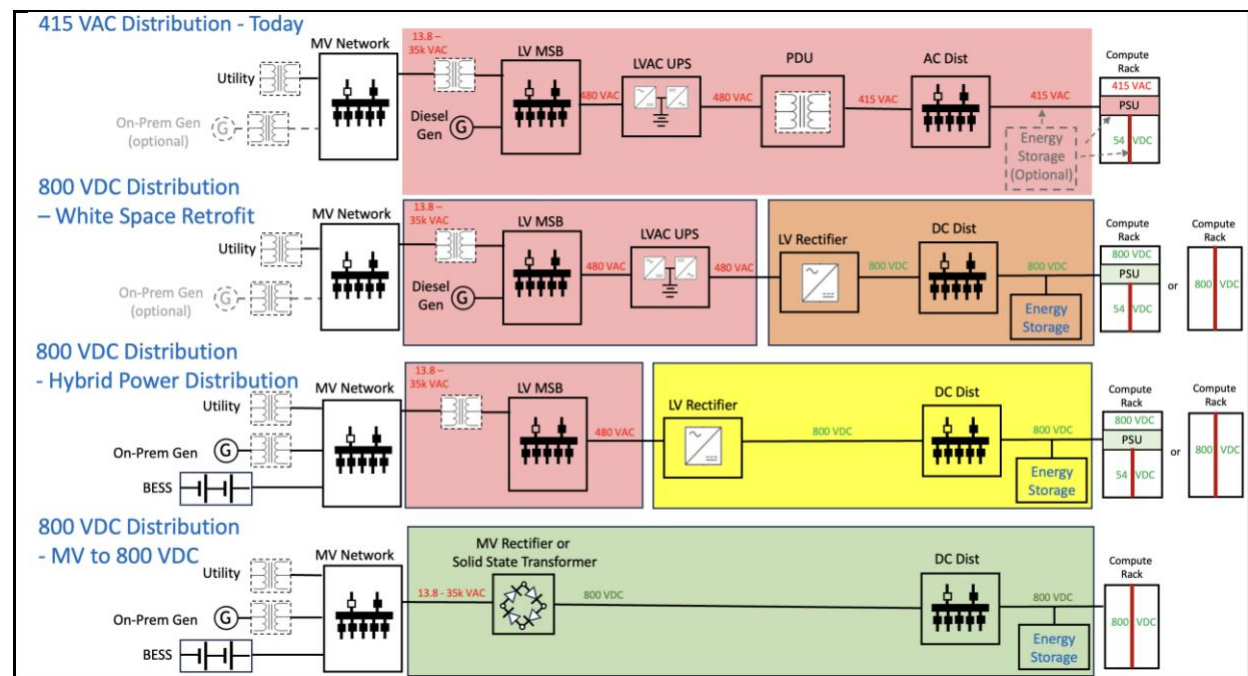 415 VAC Distribution - Today
MV Network
13.8 –
35k VAC
LV MSB
LVAC UPS
PDU
AC Dist
Compute
Rack
Utility
480 VAC
480 VAC
415 VAC
415 VAC
415 VAC
PSU
On-Prem Gen
(optional)
G
Diesel
Gen
G
Energy
Storage
(Optional)
54 VDC
800 VDC Distribution
– White Space Retrofit
MV Network
13.8 –
35k VAC
LV MSB
LVAC UPS
LV Rectifier
DC Dist
Compute
Rack
Compute
Rack
Utility
480 VAC
480 VAC
800 VDC
800 VDC
800 VDC
PSU
or
800 VDC
On-Prem Gen
(optional)
G
Diesel
Gen
G
Energy
Storage
54 VDC
800 VDC Distribution
- Hybrid Power Distribution
MV Network
13.8 –
35k VAC
LV MSB
LV Rectifier
DC Dist
Compute
Rack
Compute
Rack
Utility
480 VAC
800 VDC
800 VDC
800 VDC
PSU
or
800 VDC
On-Prem Gen
G
BESS
Energy
Storage
54 VDC
800 VDC Distribution
- MV to 800 VDC
MV Network
MV Rectifier or
Solid State Transformer
DC Dist
Compute
Rack
Utility
13.8 - 35k VAC
800 VDC
800 VDC
800 VDC
On-Prem Gen
G
BESS
Energy
Storage